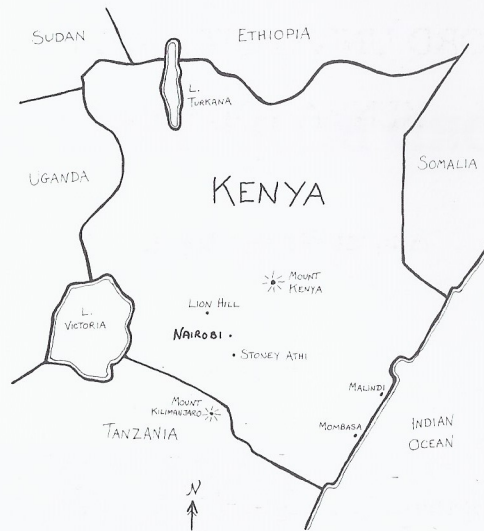 SUDAN
ETHIOPIA
L.
TURKANA
UGANDA
SOMALIA
KENYA
MOUNT
KENYA
LION HILL
L.
VICTORIA
NAIROBI
STONEY ATHI
MALINDI
MOUNT
KILIMANJARO
TANZANIA
MOMBASA
INDIAN
OCEAN
N